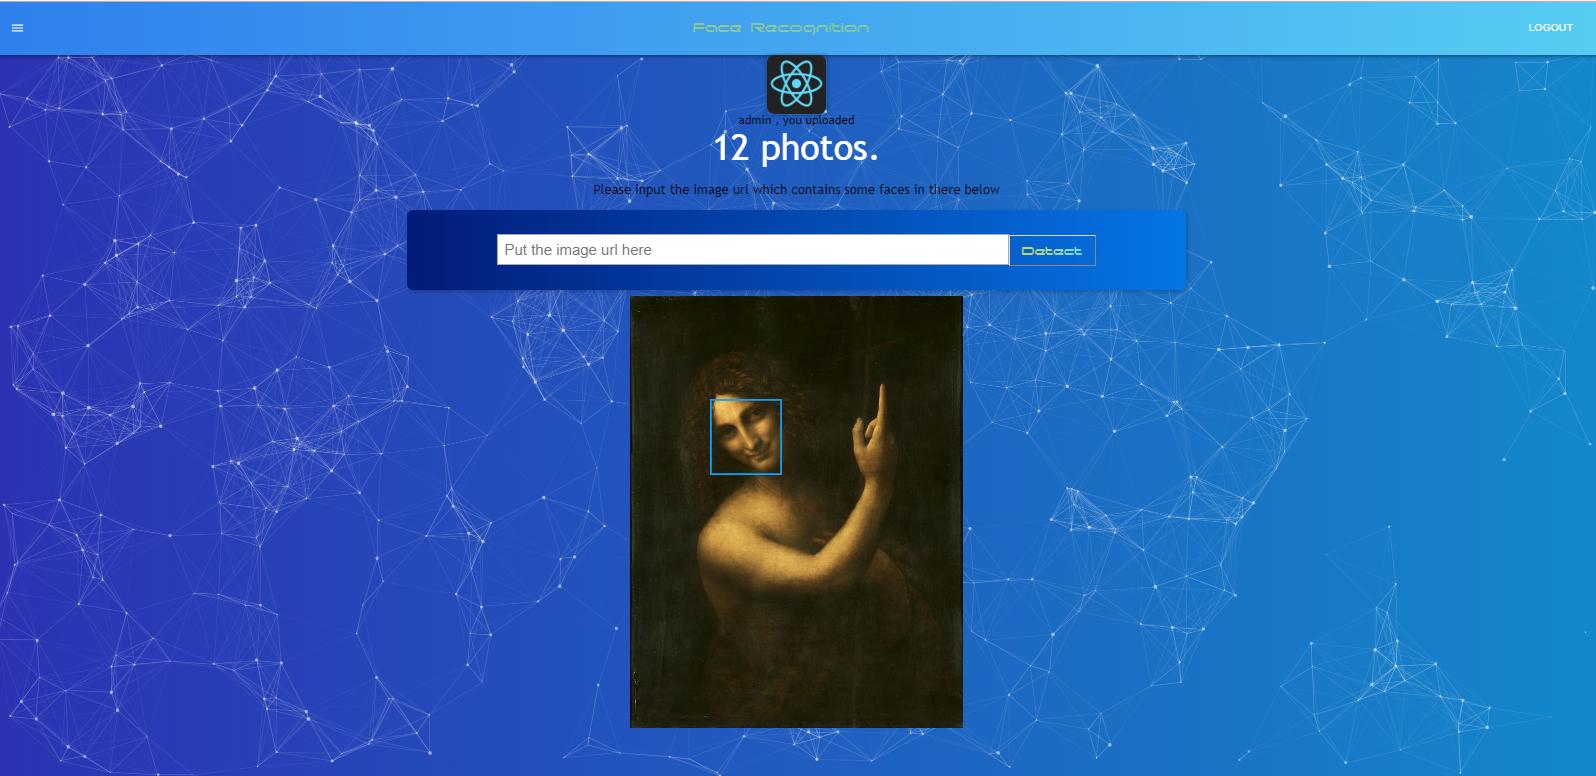 Face Recognition
LOGOUT
admin , you uploaded
12 photos.
Please input the image url which contains some faces in there below
Put the image url here
Detect